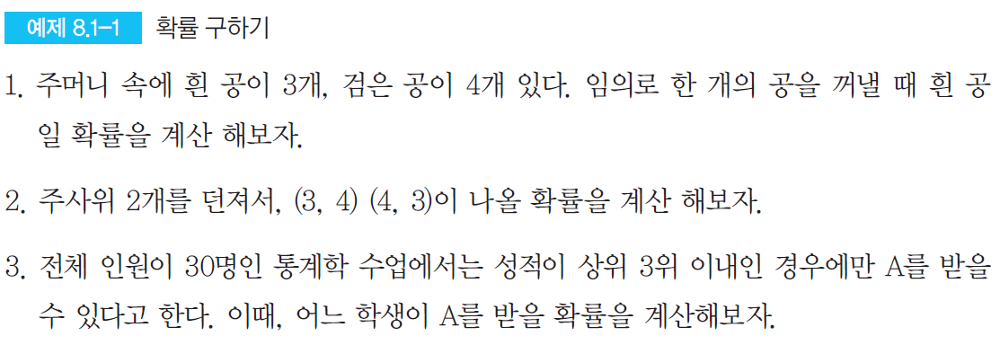 예제 8.1-1 확률 구하기
1. 주머니 속에 흰 공이 3개, 검은 공이 4개 있다. 임의로 한 개의 공을 꺼낼 때 흰 공
일 확률을 계산 해보자.
2. 주사위 2개를 던져서, (3, 4) (4, 3)이 나올 확률을 계산 해보자.
3. 전체 인원이 30명인 통계학 수업에서는 성적이 상위 3위 이내인 경우에만 A를 받을
수 있다고 한다. 이때, 어느 학생이 A를 받을 확률을 계산해보자.